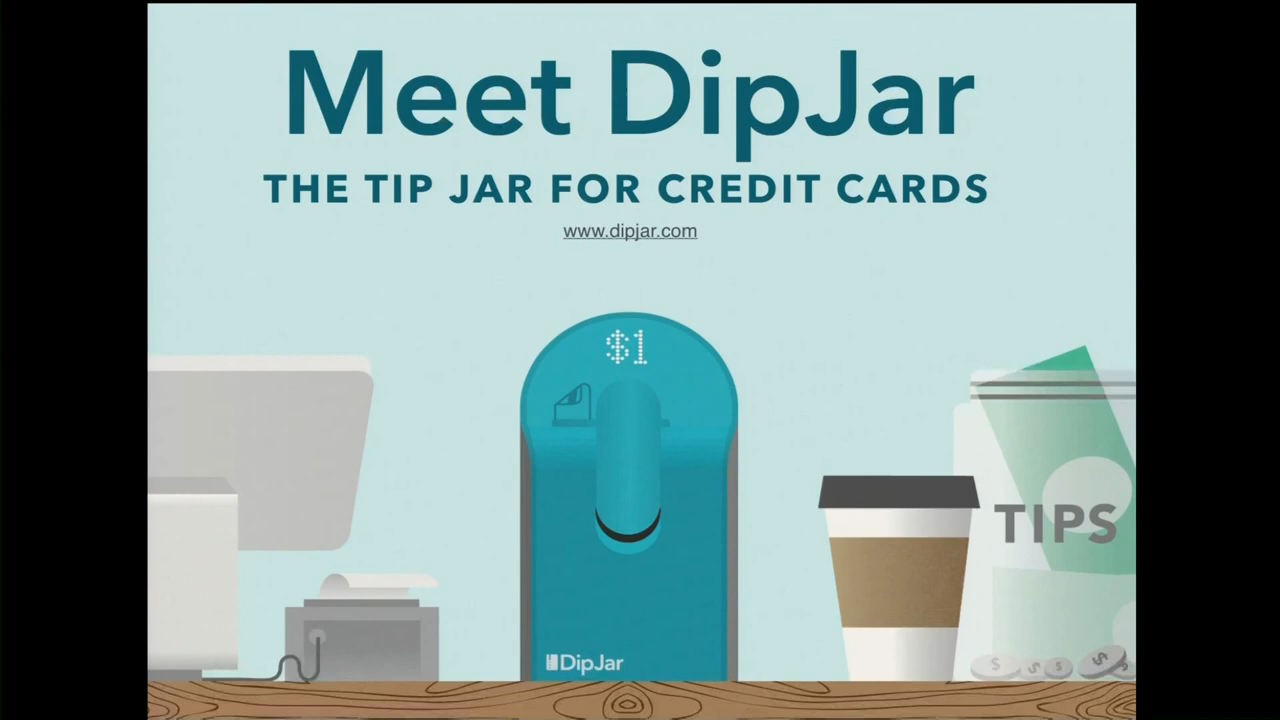 Meet DipJar
THE TIP JAR FOR CREDIT CARDS
www.dipjar.com
$1
TIPS
DipJar
$ $ $ $ $